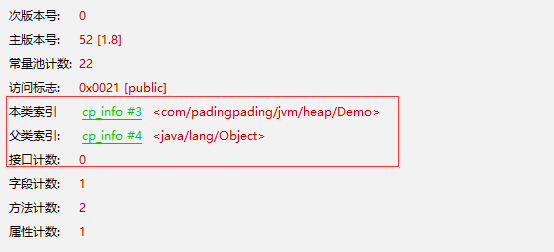 次版本号: 0
主版本号: 52 [1.8]
常量池计数: 22
访问标志: 0x0021 [public]
本类索引 cp_info #3 <com/padingpading/jvm/heap/Demo>
父类索引: cp_info #4 <java/lang/Object>
接口计数: 0
字段计数: 1
方法计数: 2
属性计数: 1